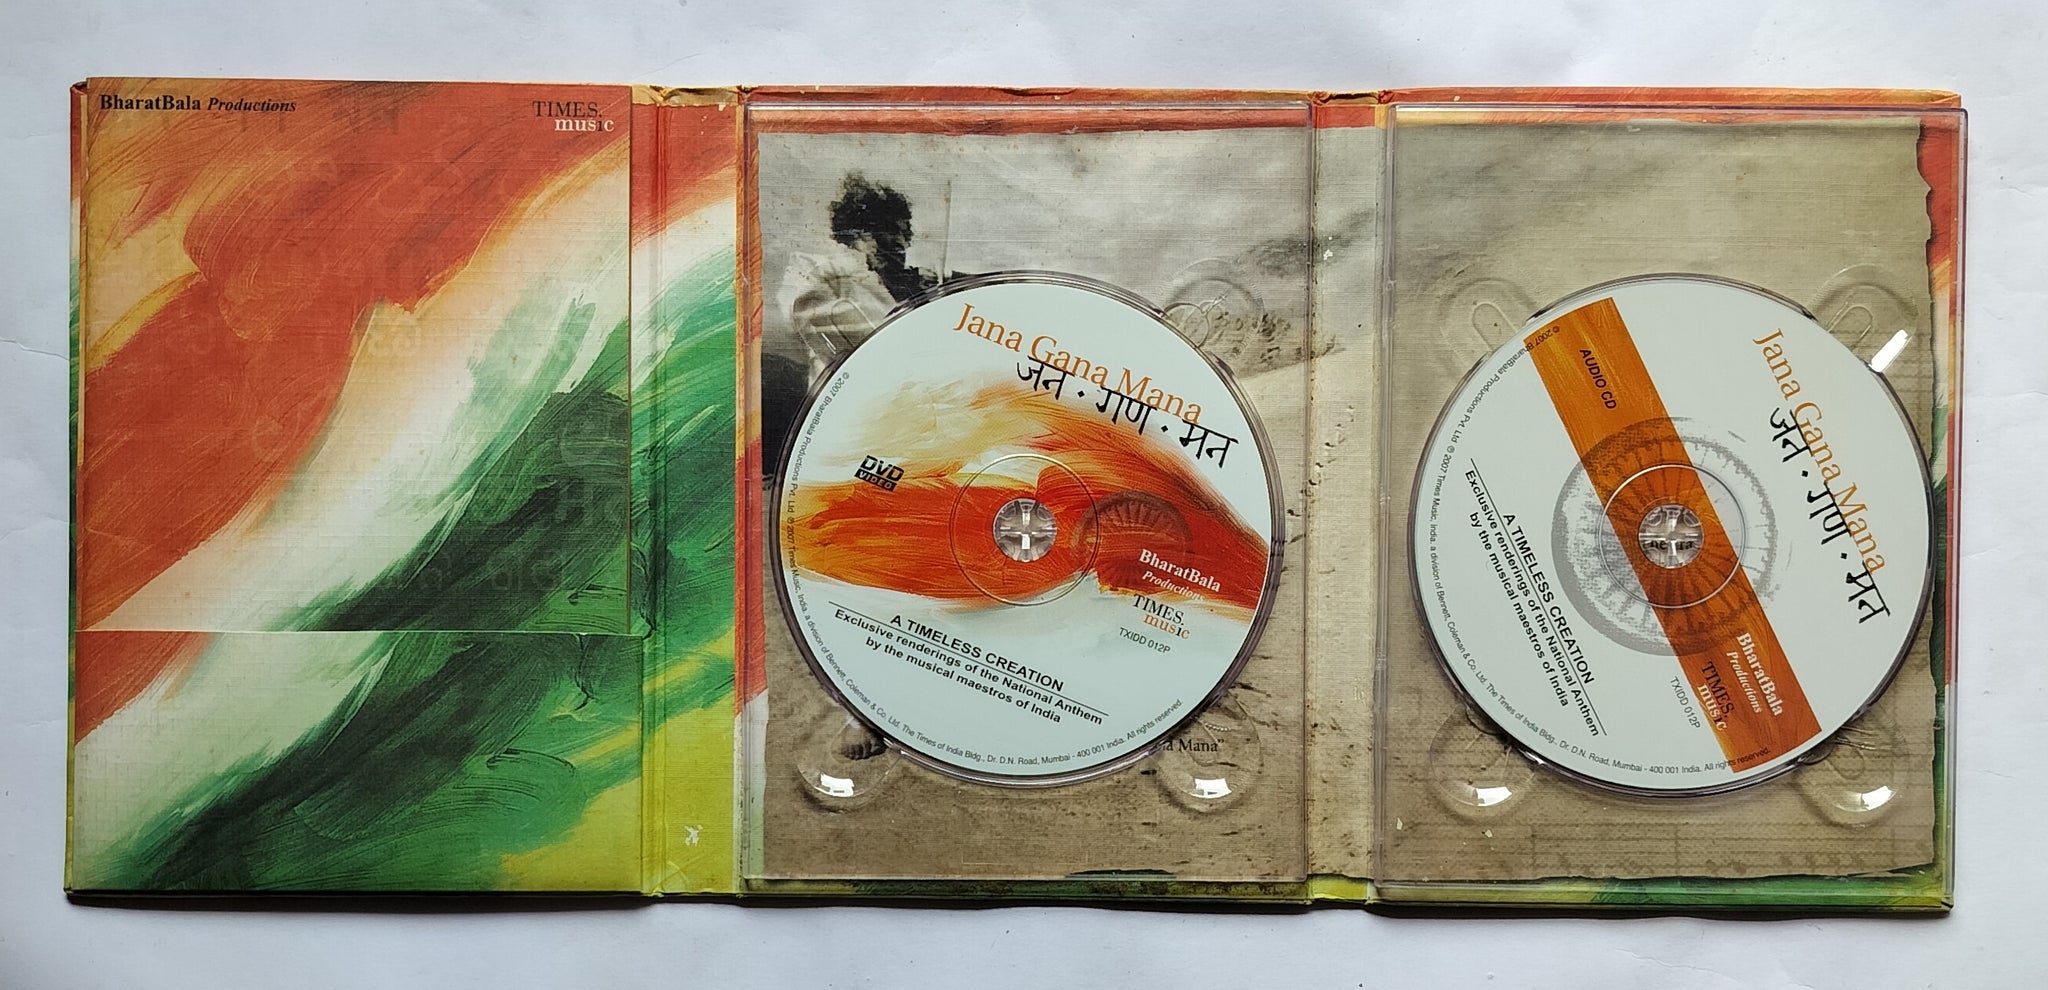 BharatBala Productions
TIMES.
music
Jana Gana Mana
जन · गण · मन
DVD
VIDEO
BharatBala
Productions
TIMES.
music
TXIDD 012P
A TIMELESS CREATION
Exclusive renderings of the National Anthem
by the musical maestros of India
℗ 2007 BharatBala Productions Pvt. Ltd ℗ 2007 Times Music, India, a division of Bennett, Coleman & Co. Ltd. The Times of India Bldg., Dr. D.N. Road, Mumbai - 400 001 India. All rights reserved.
Mana"
Jana Gana Mana
जन · गण · मन
AUDIO CD
BharatBala
Productions
TIMES.
music
TXIDD 012P
A TIMELESS CREATION
Exclusive renderings of the National Anthem
by the musical maestros of India
℗ 2007 BharatBala Productions Pvt. Ltd ℗ 2007 Times Music, India, a division of Bennett, Coleman & Co. Ltd. The Times of India Bldg., Dr. D.N. Road, Mumbai - 400 001 India. All rights reserved.